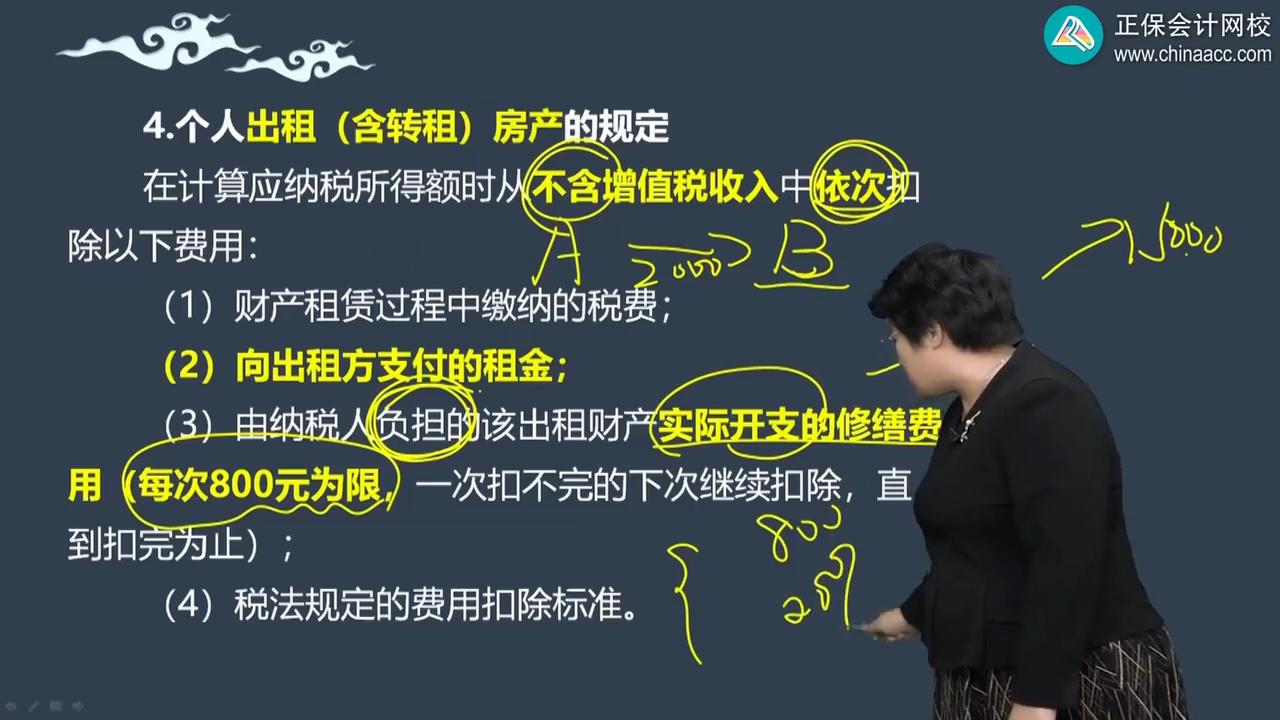 正保会计网校
www.chinaacc.com
4.个人出租（含转租）房产的规定
在计算应纳税所得额时从不含增值税收入中依次扣
除以下费用：
A 2000 B
15000
（1）财产租赁过程中缴纳的税费；
（2）向出租方支付的租金；
（3）由纳税人负担的该出租财产实际开支的修缮费
用（每次800元为限，一次扣不完的下次继续扣除，直
到扣完为止）；
800
（4）税法规定的费用扣除标准。